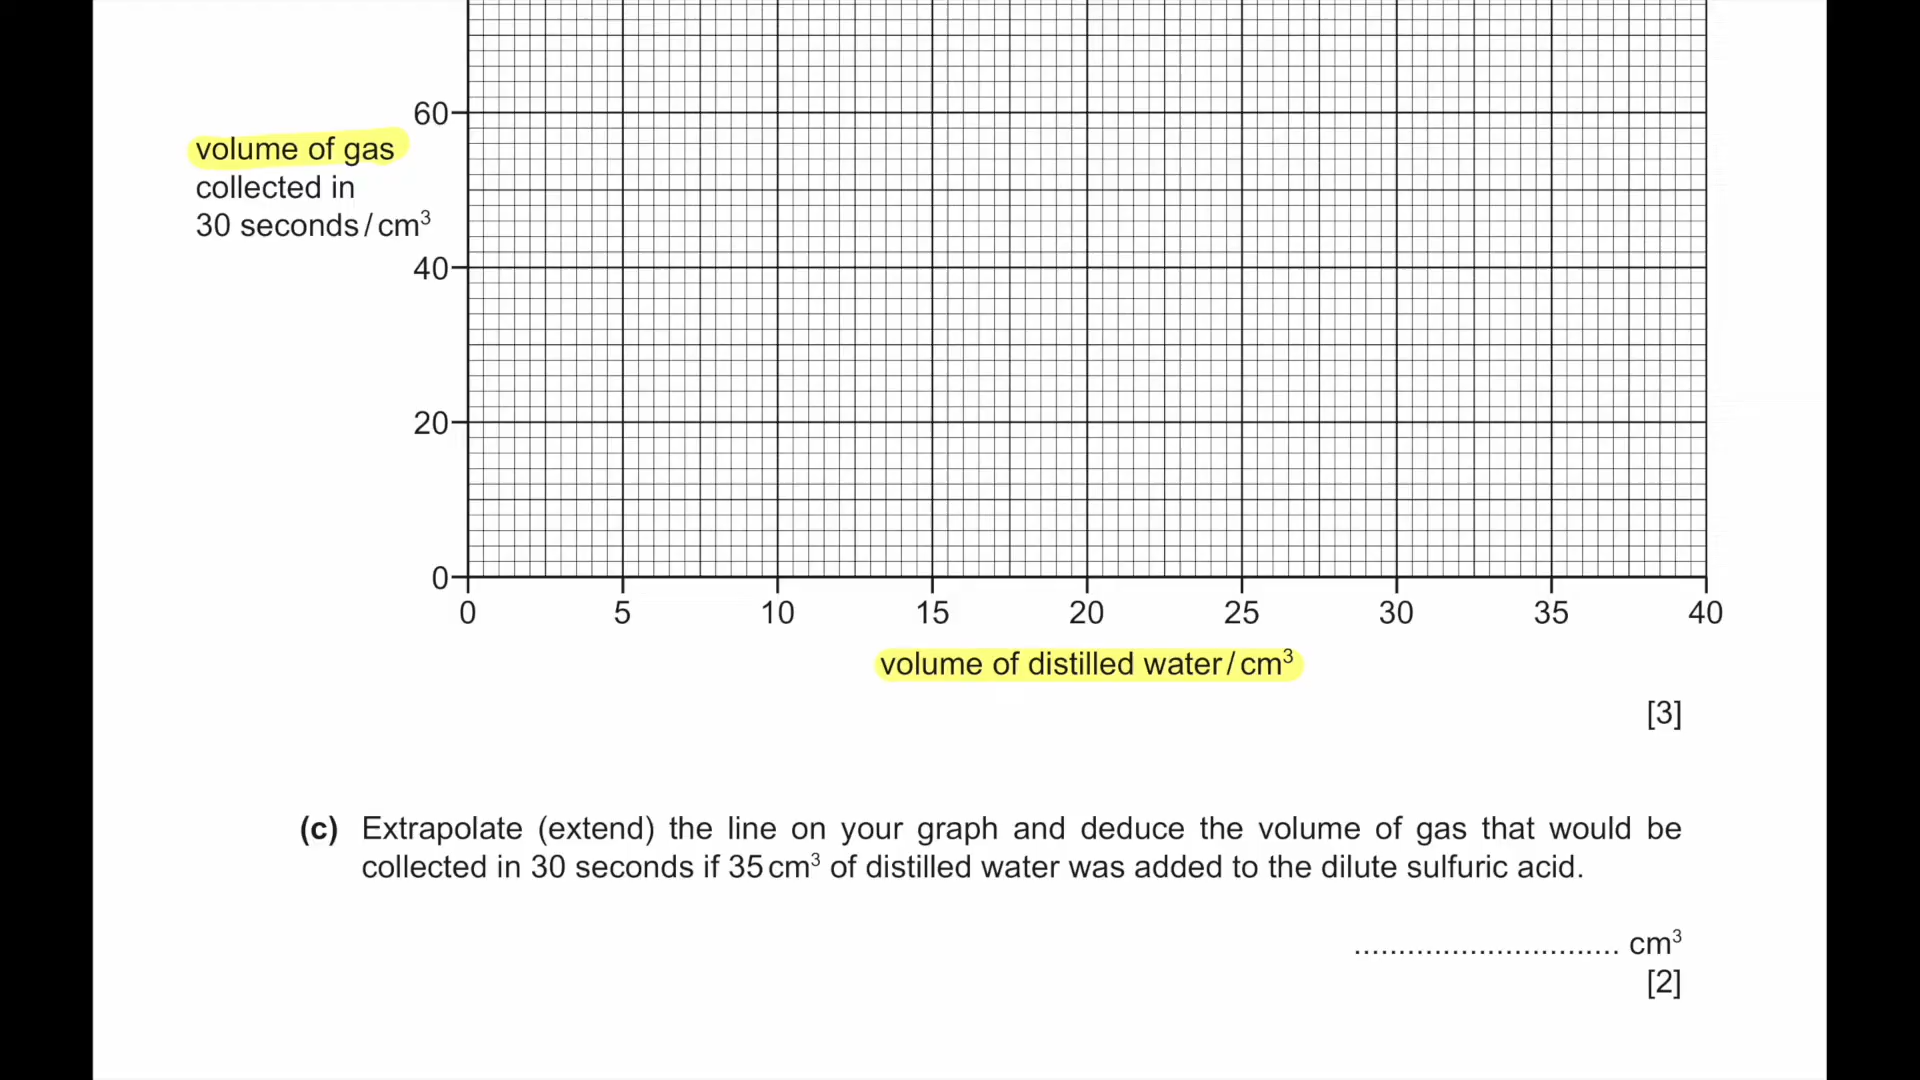 60
volume of gas
collected in
30 seconds/cm³
40
20
0
0 5 10 15 20 25 30 35 40
volume of distilled water/cm³
[3]
(c) Extrapolate (extend) the line on your graph and deduce the volume of gas that would be
collected in 30 seconds if 35 cm³ of distilled water was added to the dilute sulfuric acid.
.............................. cm³
[2]